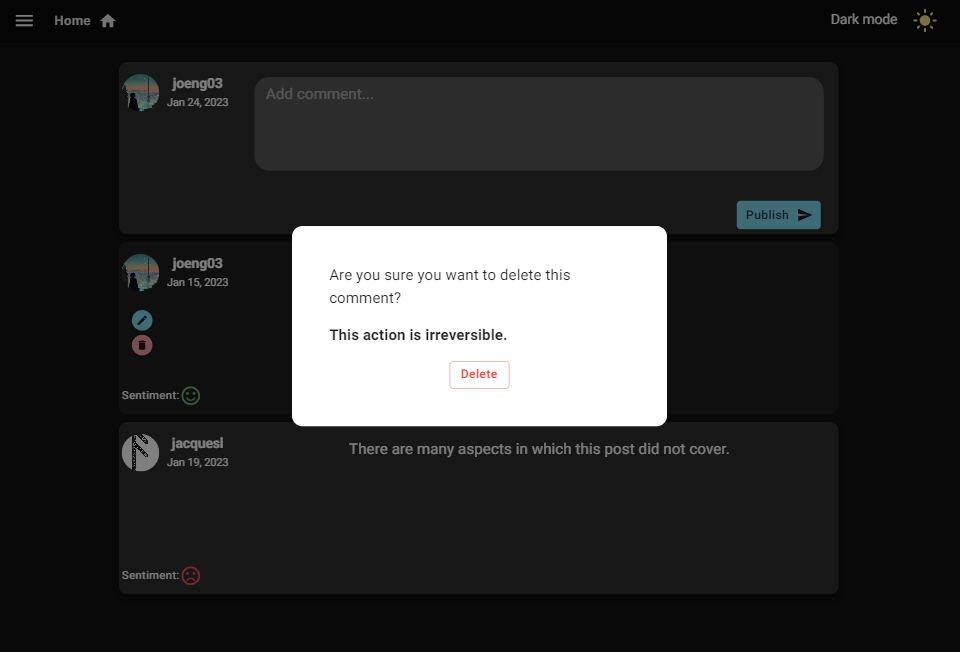 Home
Dark mode
joeng03
Jan 24, 2023
Add comment...
Publish
joeng03
Jan 15, 2023
Sentiment:
Are you sure you want to delete this
comment?
This action is irreversible.
Delete
jacquesl
Jan 19, 2023
There are many aspects in which this post did not cover.
Sentiment: